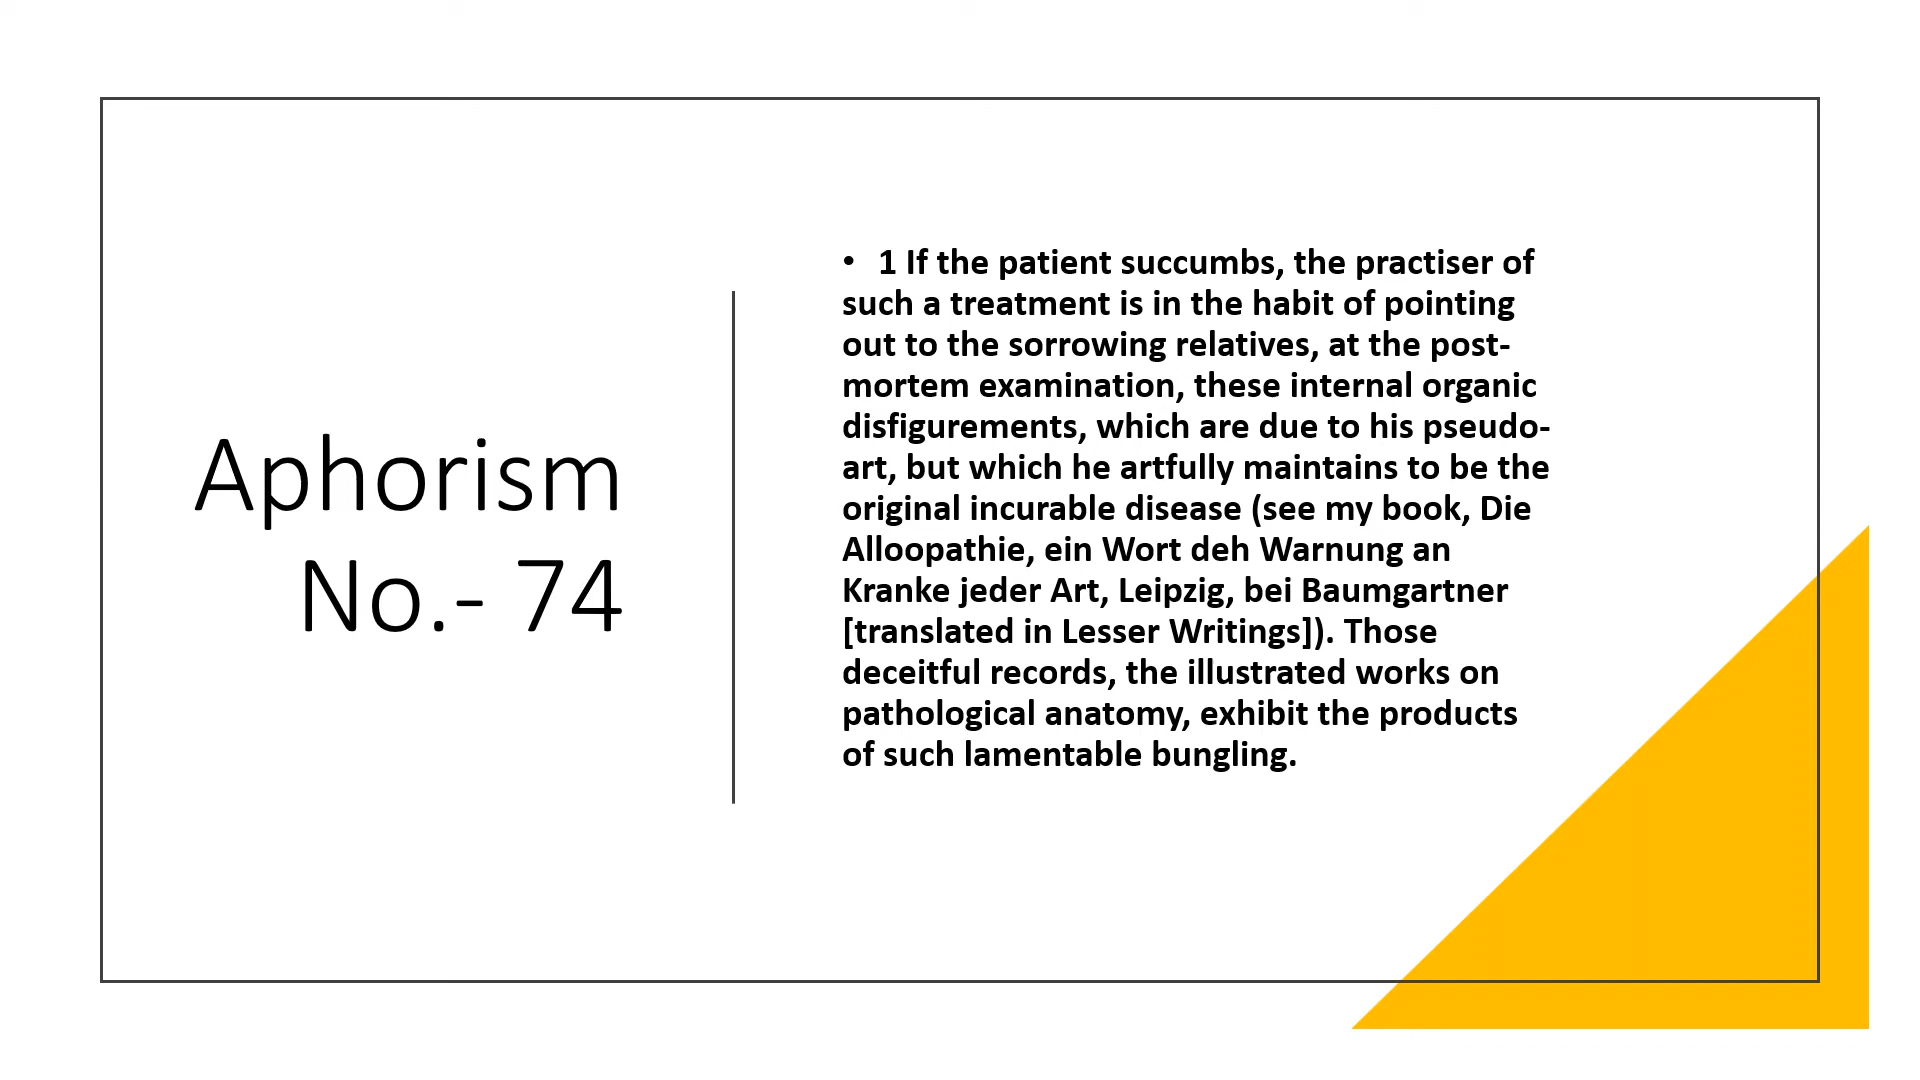 Aphorism
No.- 74
• 1 If the patient succumbs, the practiser of
such a treatment is in the habit of pointing
out to the sorrowing relatives, at the post-
mortem examination, these internal organic
disfigurements, which are due to his pseudo-
art, but which he artfully maintains to be the
original incurable disease (see my book, Die
Alloopathie, ein Wort deh Warnung an
Kranke jeder Art, Leipzig, bei Baumgartner
[translated in Lesser Writings]). Those
deceitful records, the illustrated works on
pathological anatomy, exhibit the products
of such lamentable bungling.